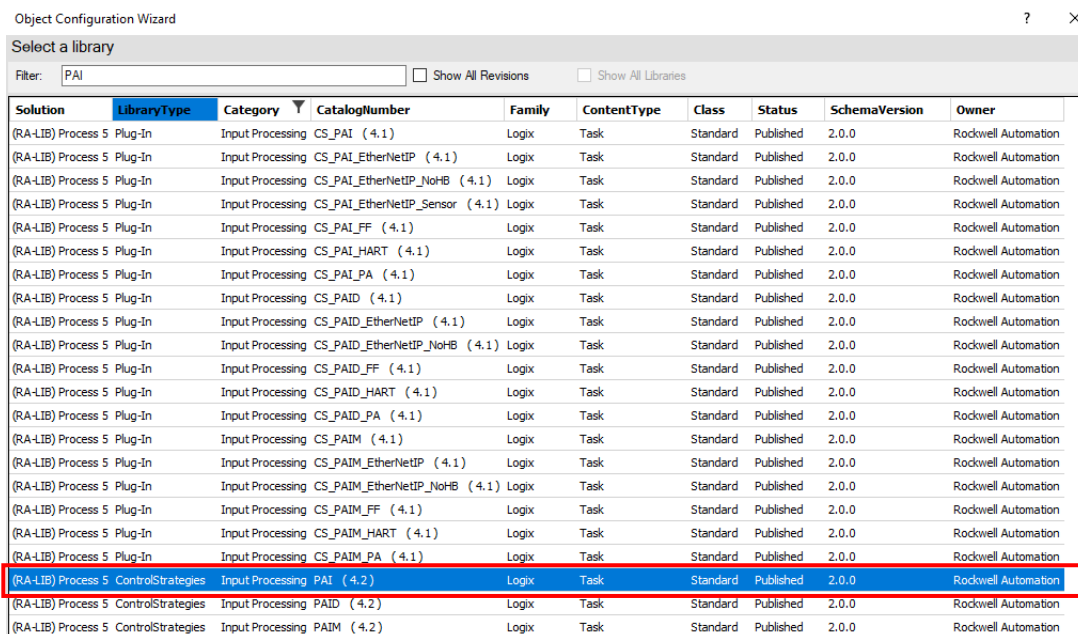 Object Configuration Wizard ? ×
Select a library
Filter: PAI Show All Revisions Show All Libraries
Solution LibraryType Category CatalogNumber Family ContentType Class Status SchemaVersion Owner
(RA-LIB) Process 5 Plug-In Input Processing CS_PAI (4.1) Logix Task Standard Published 2.0.0 Rockwell Automation
(RA-LIB) Process 5 Plug-In Input Processing CS_PAI_EtherNetIP (4.1) Logix Task Standard Published 2.0.0 Rockwell Automation
(RA-LIB) Process 5 Plug-In Input Processing CS_PAI_EtherNetIP_NoHB (4.1) Logix Task Standard Published 2.0.0 Rockwell Automation
(RA-LIB) Process 5 Plug-In Input Processing CS_PAI_EtherNetIP_Sensor (4.1) Logix Task Standard Published 2.0.0 Rockwell Automation
(RA-LIB) Process 5 Plug-In Input Processing CS_PAI_FF (4.1) Logix Task Standard Published 2.0.0 Rockwell Automation
(RA-LIB) Process 5 Plug-In Input Processing CS_PAI_HART (4.1) Logix Task Standard Published 2.0.0 Rockwell Automation
(RA-LIB) Process 5 Plug-In Input Processing CS_PAI_PA (4.1) Logix Task Standard Published 2.0.0 Rockwell Automation
(RA-LIB) Process 5 Plug-In Input Processing CS_PAID (4.1) Logix Task Standard Published 2.0.0 Rockwell Automation
(RA-LIB) Process 5 Plug-In Input Processing CS_PAID_EtherNetIP (4.1) Logix Task Standard Published 2.0.0 Rockwell Automation
(RA-LIB) Process 5 Plug-In Input Processing CS_PAID_EtherNetIP_NoHB (4.1) Logix Task Standard Published 2.0.0 Rockwell Automation
(RA-LIB) Process 5 Plug-In Input Processing CS_PAID_FF (4.1) Logix Task Standard Published 2.0.0 Rockwell Automation
(RA-LIB) Process 5 Plug-In Input Processing CS_PAID_HART (4.1) Logix Task Standard Published 2.0.0 Rockwell Automation
(RA-LIB) Process 5 Plug-In Input Processing CS_PAID_PA (4.1) Logix Task Standard Published 2.0.0 Rockwell Automation
(RA-LIB) Process 5 Plug-In Input Processing CS_PAIM (4.1) Logix Task Standard Published 2.0.0 Rockwell Automation
(RA-LIB) Process 5 Plug-In Input Processing CS_PAIM_EtherNetIP (4.1) Logix Task Standard Published 2.0.0 Rockwell Automation
(RA-LIB) Process 5 Plug-In Input Processing CS_PAIM_EtherNetIP_NoHB (4.1) Logix Task Standard Published 2.0.0 Rockwell Automation
(RA-LIB) Process 5 Plug-In Input Processing CS_PAIM_FF (4.1) Logix Task Standard Published 2.0.0 Rockwell Automation
(RA-LIB) Process 5 Plug-In Input Processing CS_PAIM_HART (4.1) Logix Task Standard Published 2.0.0 Rockwell Automation
(RA-LIB) Process 5 Plug-In Input Processing CS_PAIM_PA (4.1) Logix Task Standard Published 2.0.0 Rockwell Automation
(RA-LIB) Process 5 ControlStrategies Input Processing PAI (4.2) Logix Task Standard Published 2.0.0 Rockwell Automation
(RA-LIB) Process 5 ControlStrategies Input Processing PAID (4.2) Logix Task Standard Published 2.0.0 Rockwell Automation
(RA-LIB) Process 5 ControlStrategies Input Processing PAIM (4.2) Logix Task Standard Published 2.0.0 Rockwell Automation